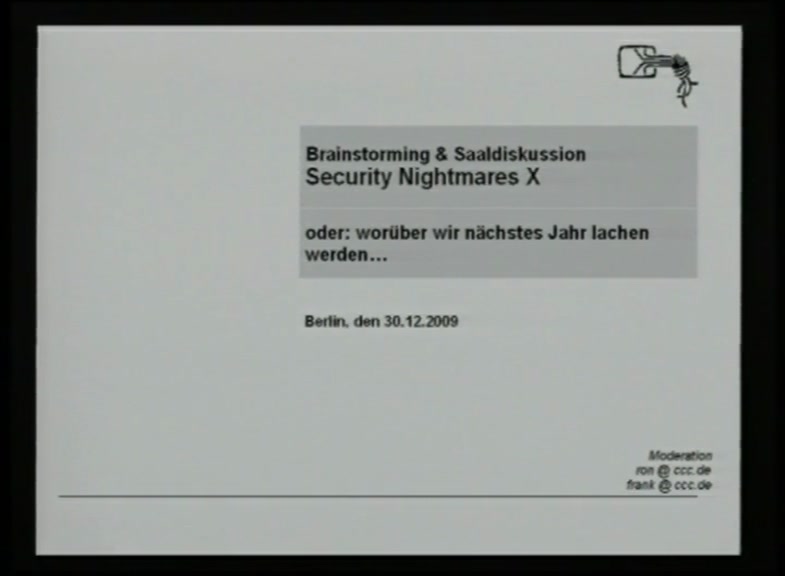 Brainstorming & Saaldiskussion
Security Nightmares X
oder: worüber wir nächstes Jahr lachen
werden...
Berlin, den 30.12.2009
Moderation
ron @ ccc.de
frank @ ccc.de